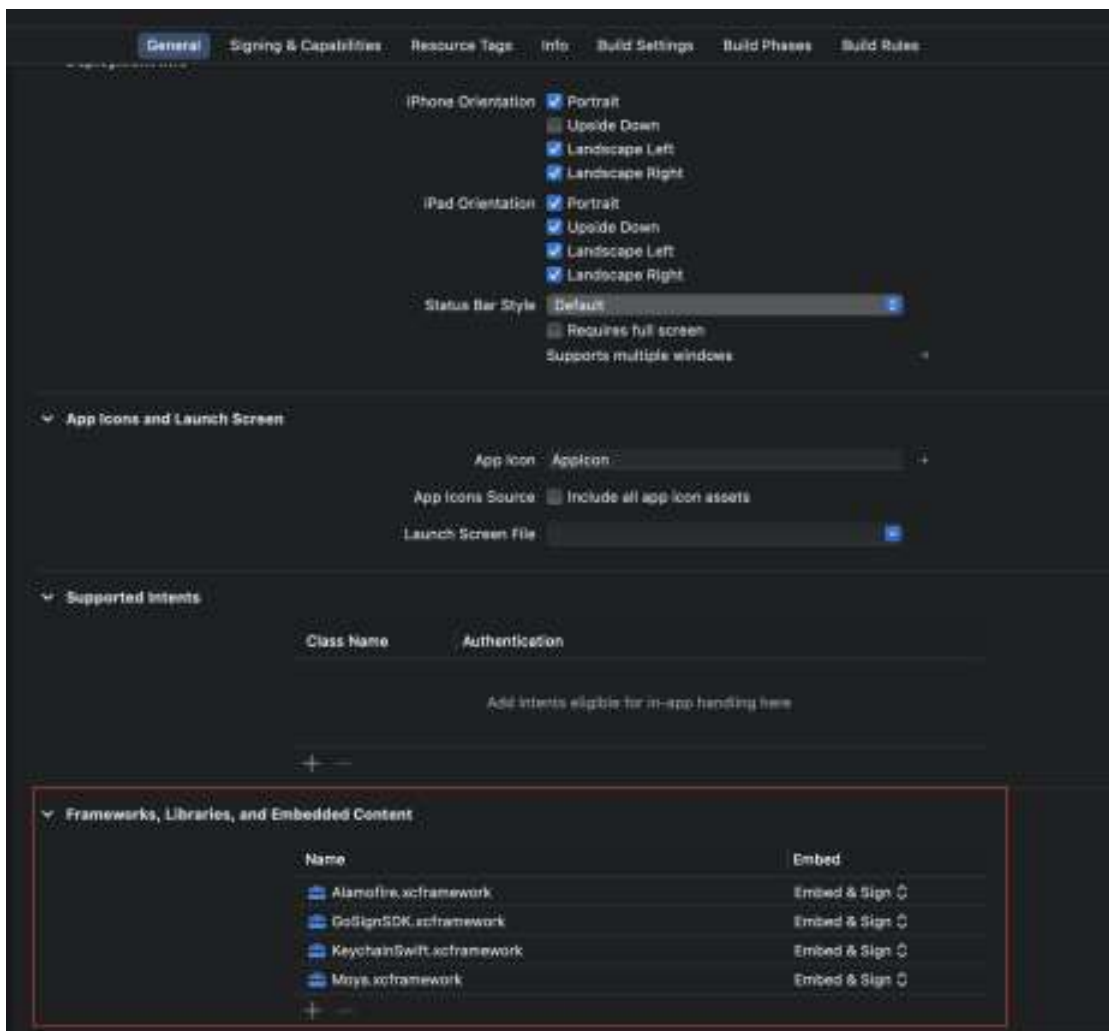 General Signing & Capabilities Resource Tags Info Build Settings Build Phases Build Rules
iPhone Orientation Portrait
Upside Down
Landscape Left
Landscape Right
iPad Orientation Portrait
Upside Down
Landscape Left
Landscape Right
Status Bar Style Default
Requires full screen
Supports multiple windows
App Icons and Launch Screen
App Icon AppIcon
App Icons Source Include all app icon assets
Launch Screen File
Supported Intents
Class Name Authentication
Add intents eligible for in-app handling here
Frameworks, Libraries, and Embedded Content
Name Embed
Alamofire.xcframework Embed & Sign
GoSignSDK.xcframework Embed & Sign
KeychainSwift.xcframework Embed & Sign
Moya.xcframework Embed & Sign